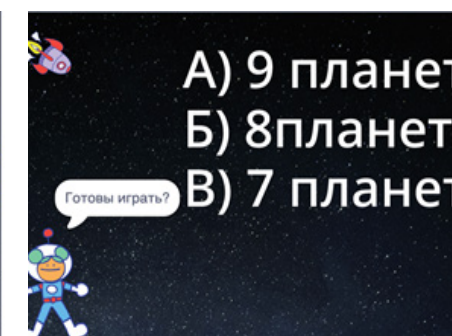 А) 9 планет
Б) 8планет
Готовы играть?
В) 7 планет